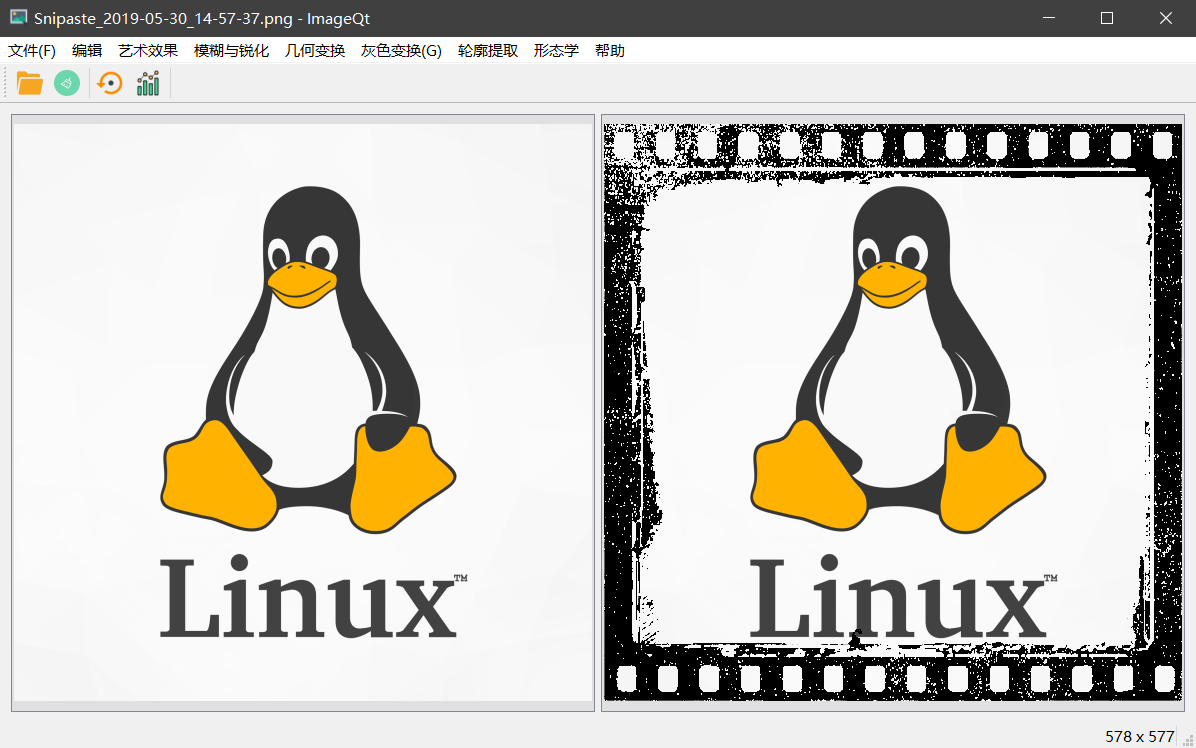 Snipaste_2019-05-30_14-57-37.png - ImageQt
文件(F) 编辑 艺术效果 模糊与锐化 几何变换 灰色变换(G) 轮廓提取 形态学 帮助
Linux™
Linux™
578 x 577